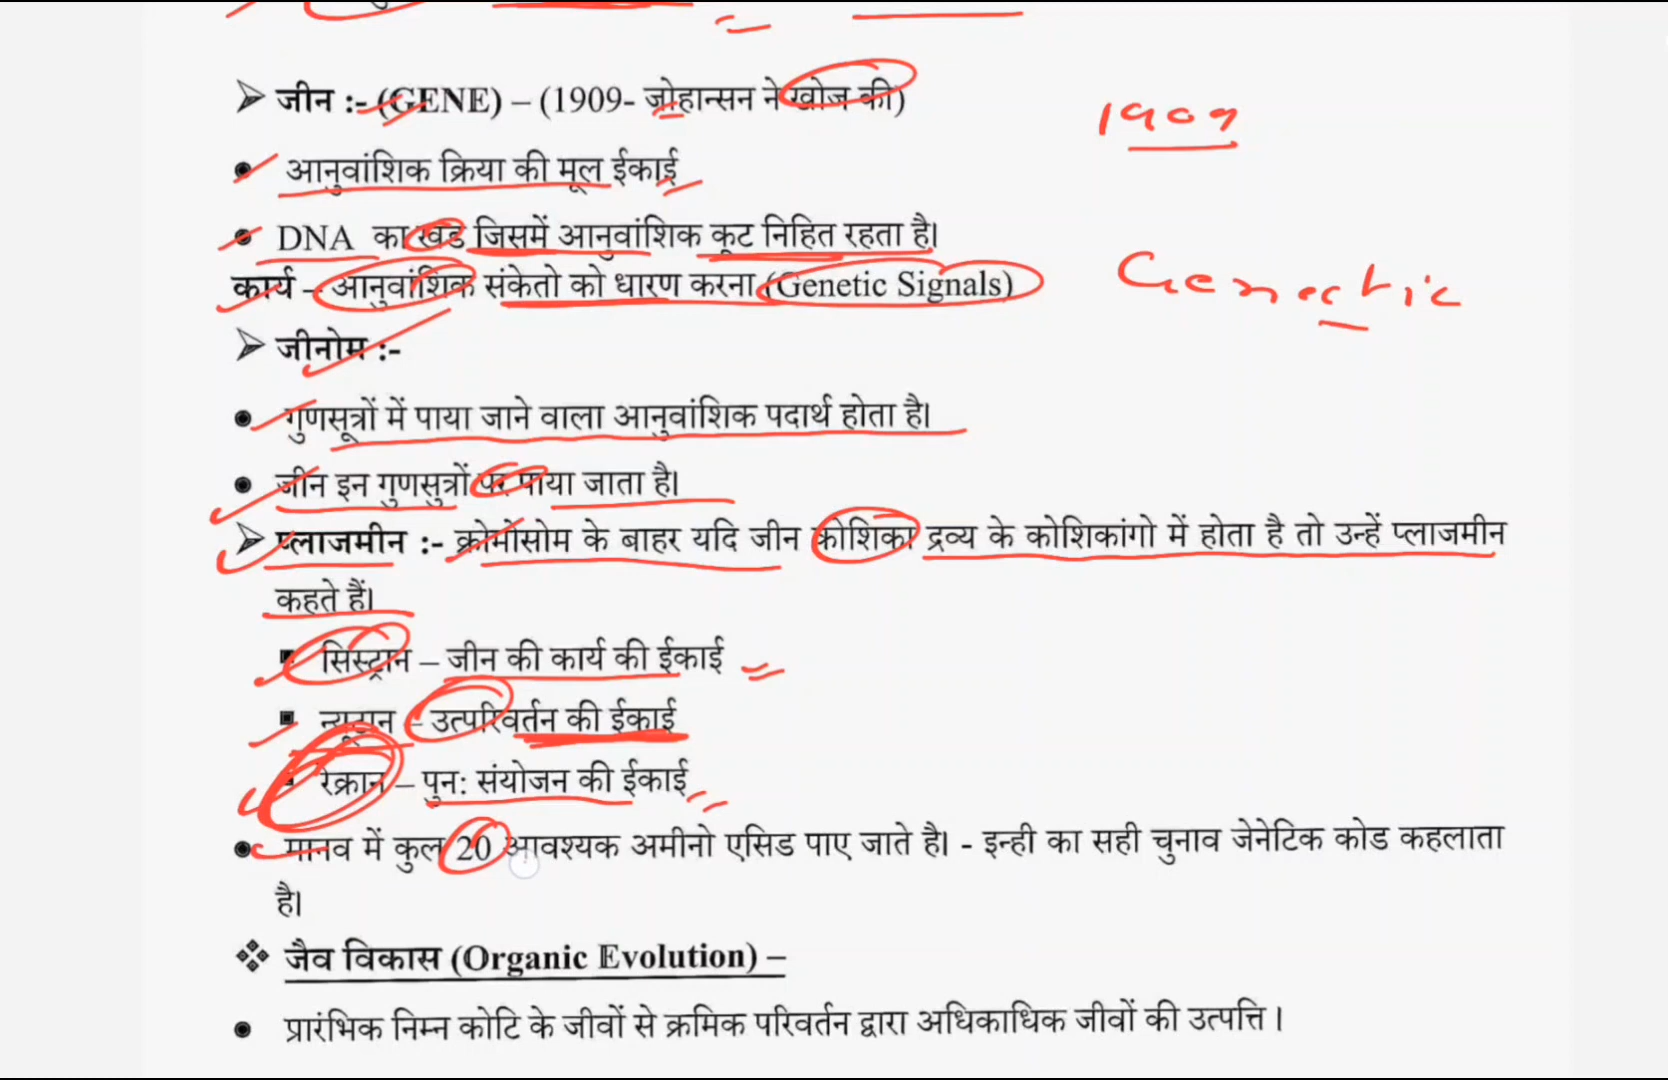 जीन :- (GENE) – (1909- जोहान्सन ने खोज की)
1909
आनुवांशिक क्रिया की मूल ईकाई
DNA का खंड जिसमें आनुवांशिक कूट निहित रहता है।
कार्य – आनुवांशिक संकेतो को धारण करना (Genetic Signals)
Genectic
जीनोम :-
गुणसूत्रों में पाया जाने वाला आनुवांशिक पदार्थ होता है।
जीन इन गुणसुत्रों पर पाया जाता है।
प्लाजमीन :- क्रोमोसोम के बाहर यदि जीन कोशिका द्रव्य के कोशिकांगो में होता है तो उन्हें प्लाजमीन
कहते हैं।
सिस्ट्रान – जीन की कार्य की ईकाई
– उत्परिवर्तन की ईकाई
रेक्रान – पुन: संयोजन की ईकाई
मानव में कुल 20 आवश्यक अमीनो एसिड पाए जाते है। - इन्ही का सही चुनाव जेनेटिक कोड कहलाता
है।
जैव विकास (Organic Evolution) –
प्रारंभिक निम्न कोटि के जीवों से क्रमिक परिवर्तन द्वारा अधिकाधिक जीवों की उत्पत्ति ।